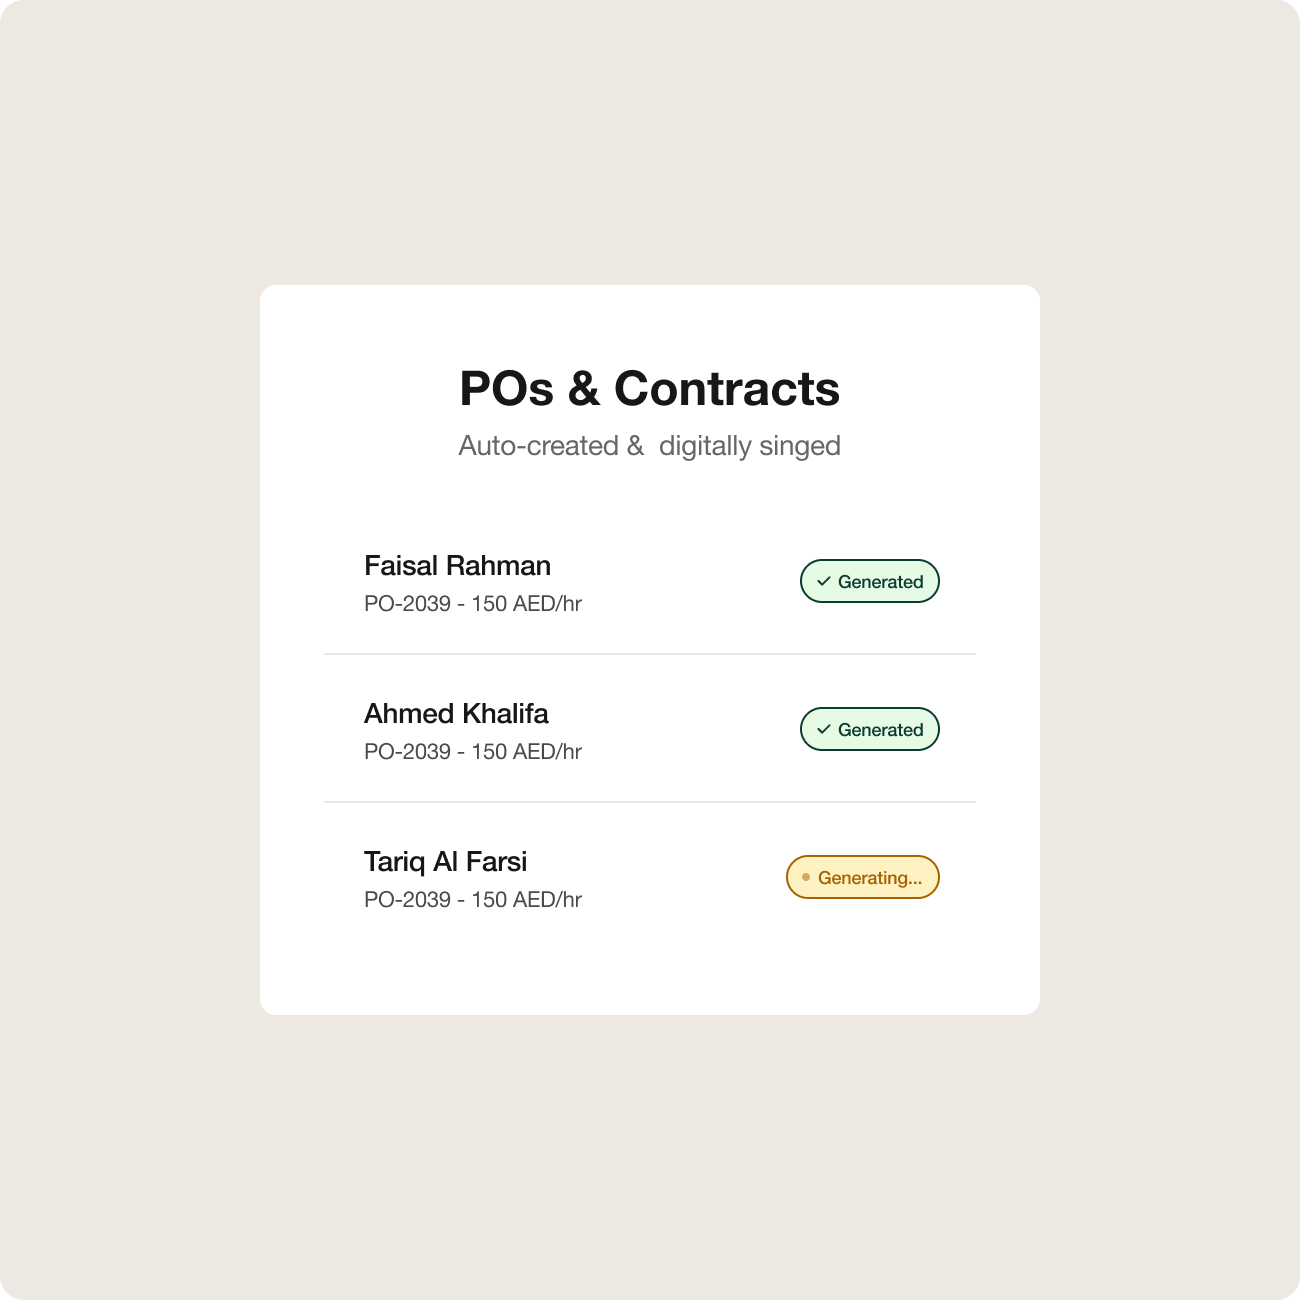 POs & Contracts
Auto-created &  digitally singed
Faisal Rahman
PO-2039 - 150 AED/hr
Generated
Ahmed Khalifa
PO-2039 - 150 AED/hr
Generated
Tariq Al Farsi
PO-2039 - 150 AED/hr
Generating...